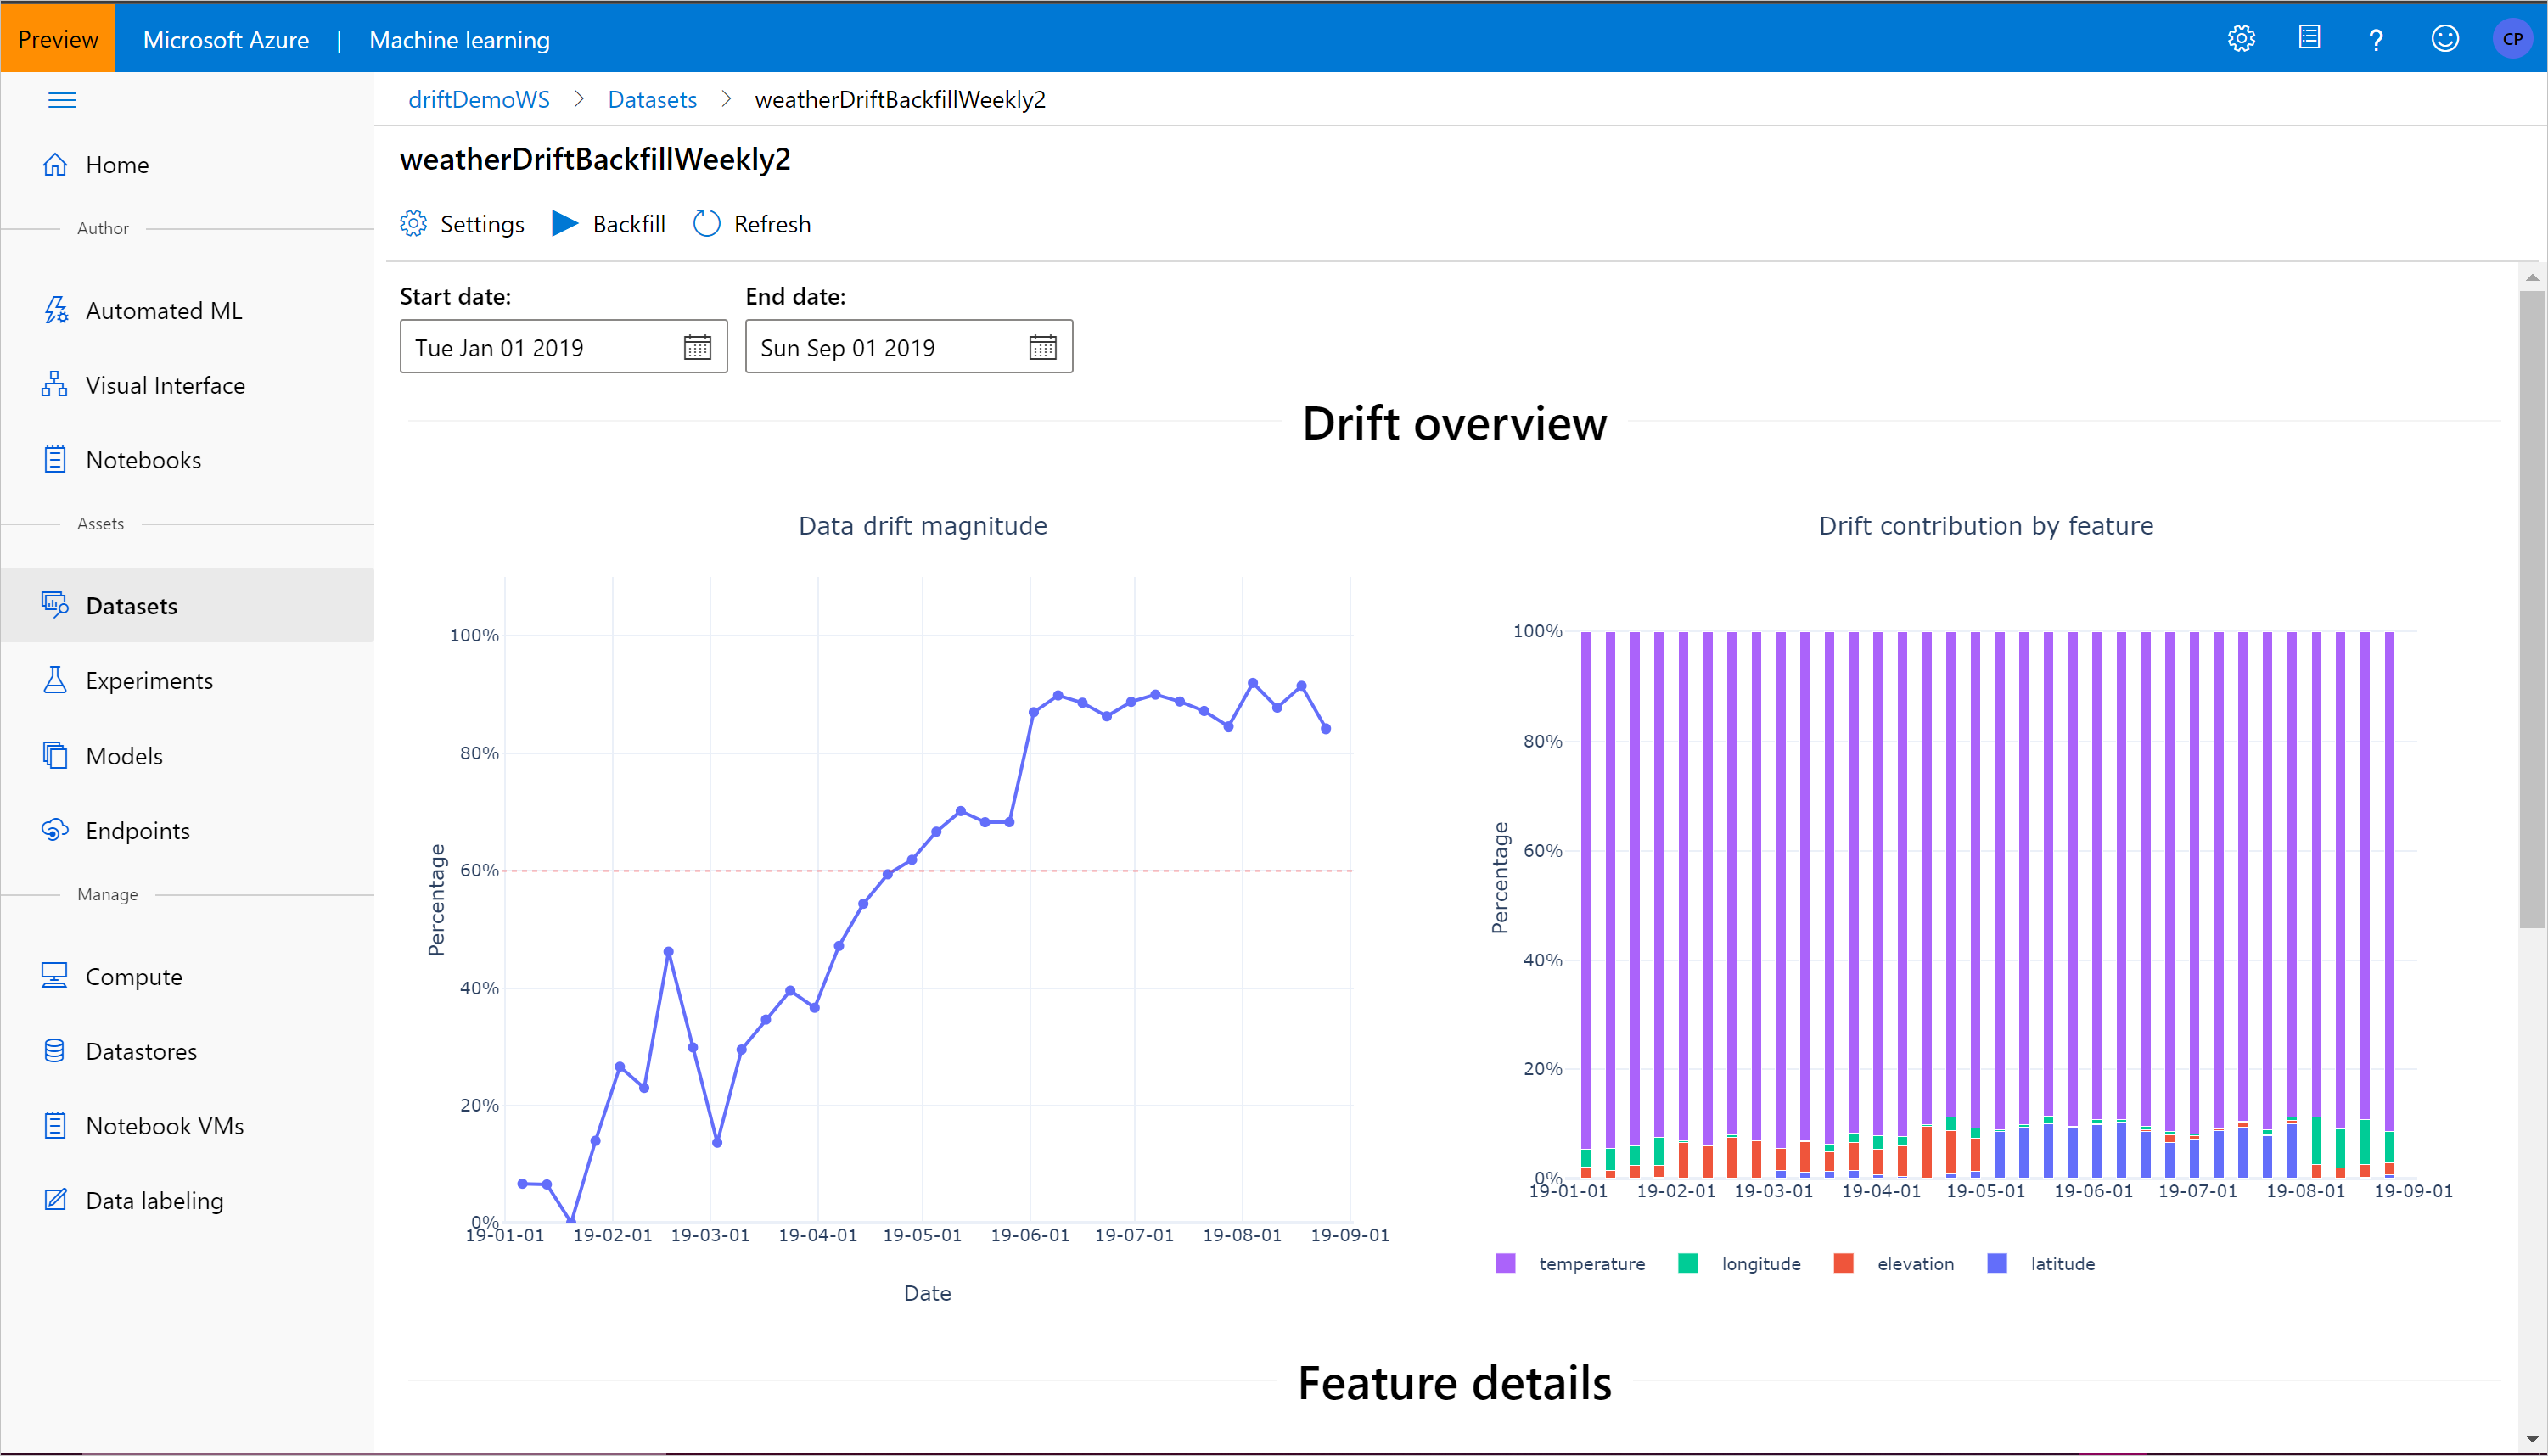 Preview Microsoft Azure | Machine learning ? CP
driftDemoWS > Datasets > weatherDriftBackfillWeekly2
Home
Author
Automated ML
Visual Interface
Notebooks
Assets
Datasets
Experiments
Models
Endpoints
Manage
Compute
Datastores
Notebook VMs
Data labeling
weatherDriftBackfillWeekly2
Settings Backfill Refresh
Start date: End date:
Tue Jan 01 2019 Sun Sep 01 2019
Drift overview
Data drift magnitude
100%
80%
60%
40%
20%
0%
Percentage
19-01-01 19-02-01 19-03-01 19-04-01 19-05-01 19-06-01 19-07-01 19-08-01 19-09-01
Date
Drift contribution by feature
100%
80%
60%
40%
20%
0%
Percentage
19-01-01 19-02-01 19-03-01 19-04-01 19-05-01 19-06-01 19-07-01 19-08-01 19-09-01
temperature longitude elevation latitude
Feature details